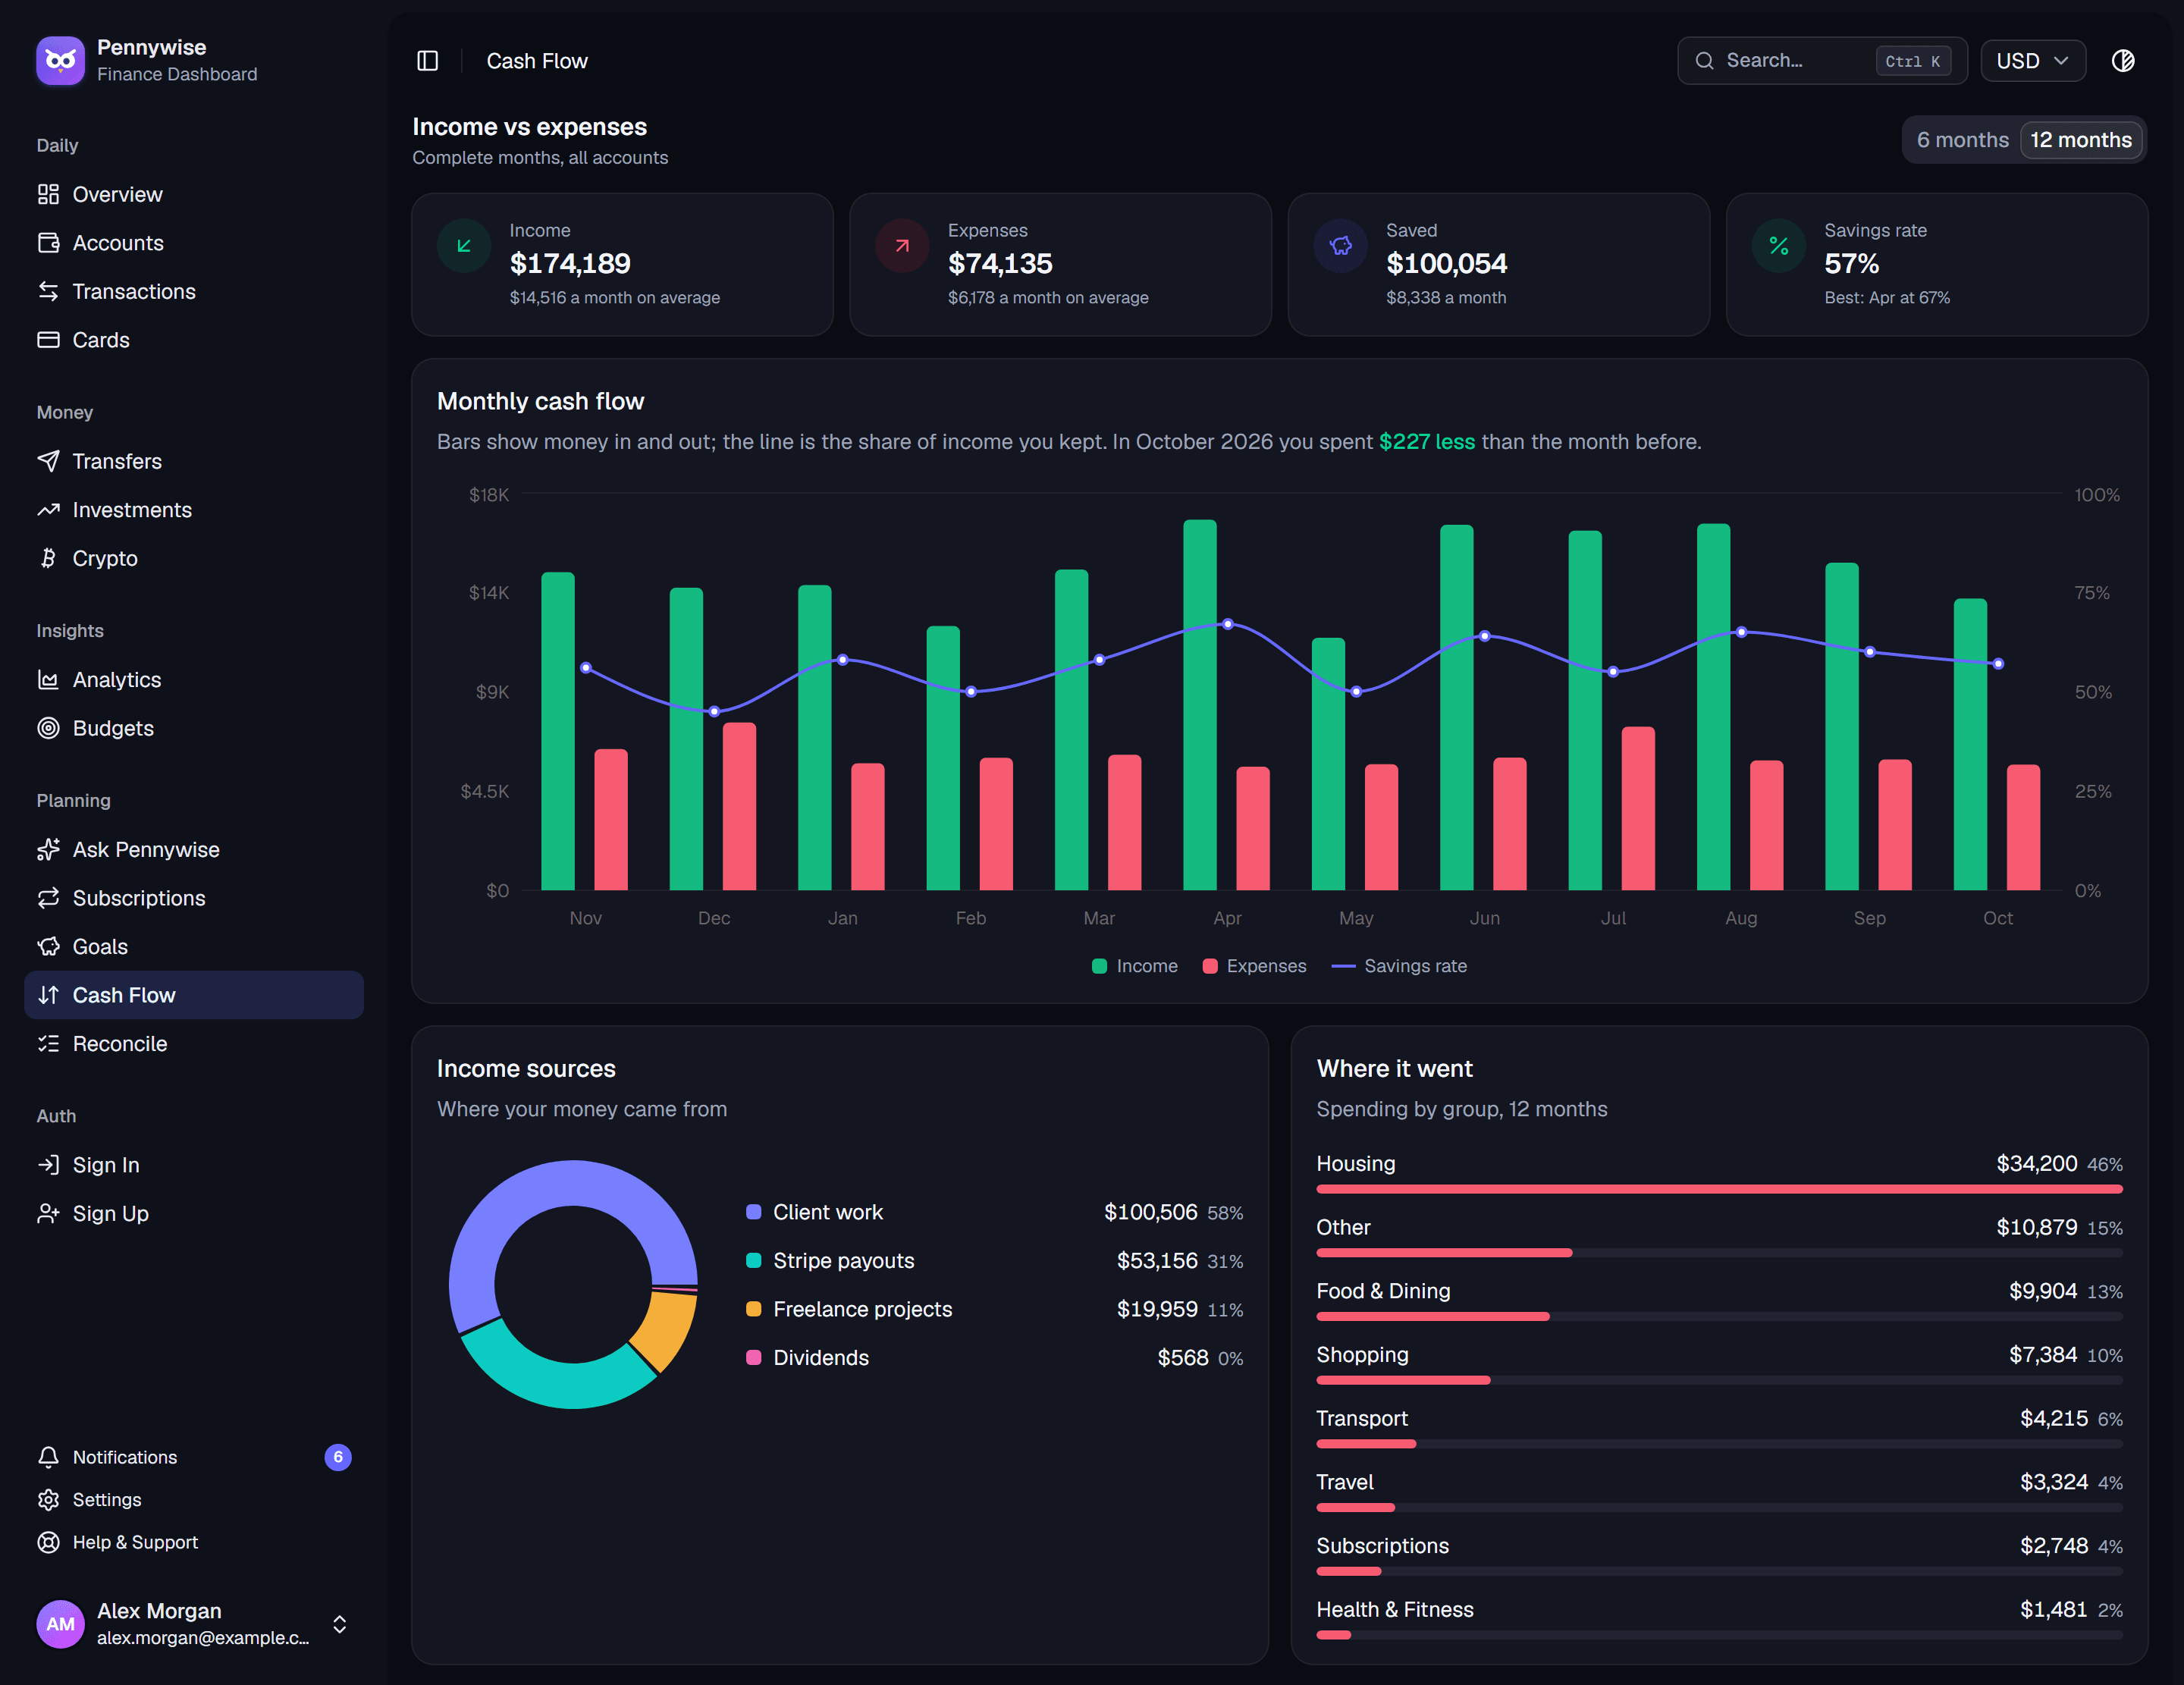 Pennywise
Finance Dashboard
Daily
Overview
Accounts
Transactions
Cards
Money
Transfers
Investments
Crypto
Insights
Analytics
Budgets
Planning
Ask Pennywise
Subscriptions
Goals
Cash Flow
Reconcile
Auth
Sign In
Sign Up
Notifications
6
Settings
Help & Support
AM
Alex Morgan
alex.morgan@example.c...
Cash Flow
Search...
Ctrl K
USD
Income vs expenses
Complete months, all accounts
6 months
12 months
Income
$174,189
$14,516 a month on average
Expenses
$74,135
$6,178 a month on average
Saved
$100,054
$8,338 a month
Savings rate
57%
Best: Apr at 67%
Monthly cash flow
Bars show money in and out; the line is the share of income you kept. In October 2026 you spent $227 less than the month before.
$18K
$14K
$9K
$4.5K
$0
100%
75%
50%
25%
0%
Nov
Dec
Jan
Feb
Mar
Apr
May
Jun
Jul
Aug
Sep
Oct
Income
Expenses
Savings rate
Income sources
Where your money came from
Client work $100,506 58%
Stripe payouts $53,156 31%
Freelance projects $19,959 11%
Dividends $568 0%
Where it went
Spending by group, 12 months
Housing $34,200 46%
Other $10,879 15%
Food & Dining $9,904 13%
Shopping $7,384 10%
Transport $4,215 6%
Travel $3,324 4%
Subscriptions $2,748 4%
Health & Fitness $1,481 2%